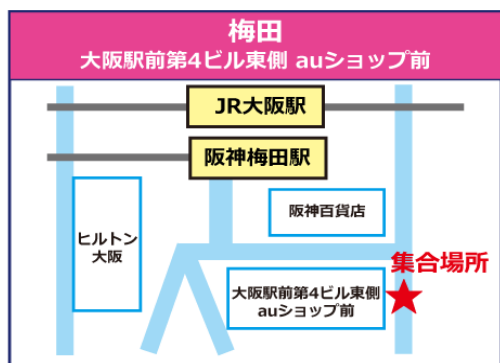 梅田
大阪駅前第4ビル東側 auショップ前
JR大阪駅
阪神梅田駅
ヒルトン
大阪
阪神百貨店
集合場所
大阪駅前第4ビル東側
auショップ前